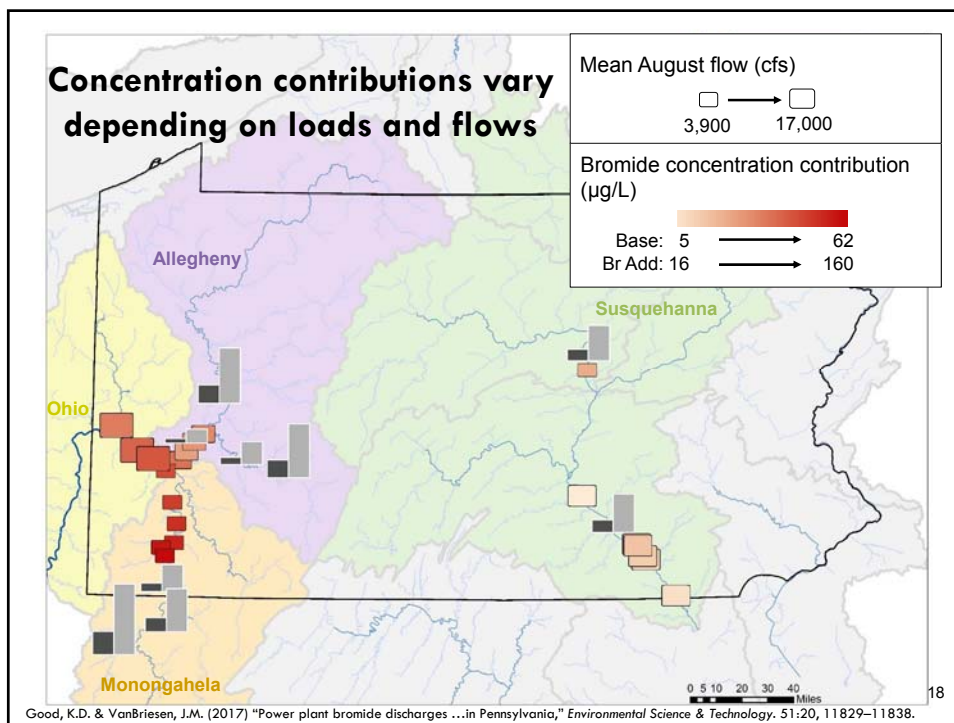 Concentration contributions vary
depending on loads and flows
Mean August flow (cfs)
3,900
17,000
Bromide concentration contribution
(µg/L)
Base: 5 62
Br Add: 16 160
Allegheny
Susquehanna
Ohio
Monongahela
0 5 10 20 30 40
Miles
18
Good, K.D. & VanBriesen, J.M. (2017) “Power plant bromide discharges …in Pennsylvania,” Environmental Science & Technology. 51:20, 11829–11838.